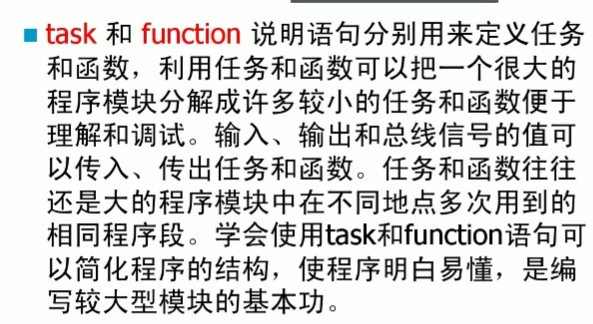 task 和 function 说明语句分别用来定义任务
和函数，利用任务和函数可以把一个很大的
程序模块分解成许多较小的任务和函数便于
理解和调试。输入、输出和总线信号的值可
以传入、传出任务和函数。任务和函数往往
还是大的程序模块中在不同地点多次用到的
相同程序段。学会使用task和function语句可
以简化程序的结构，使程序明白易懂，是编
写较大型模块的基本功。